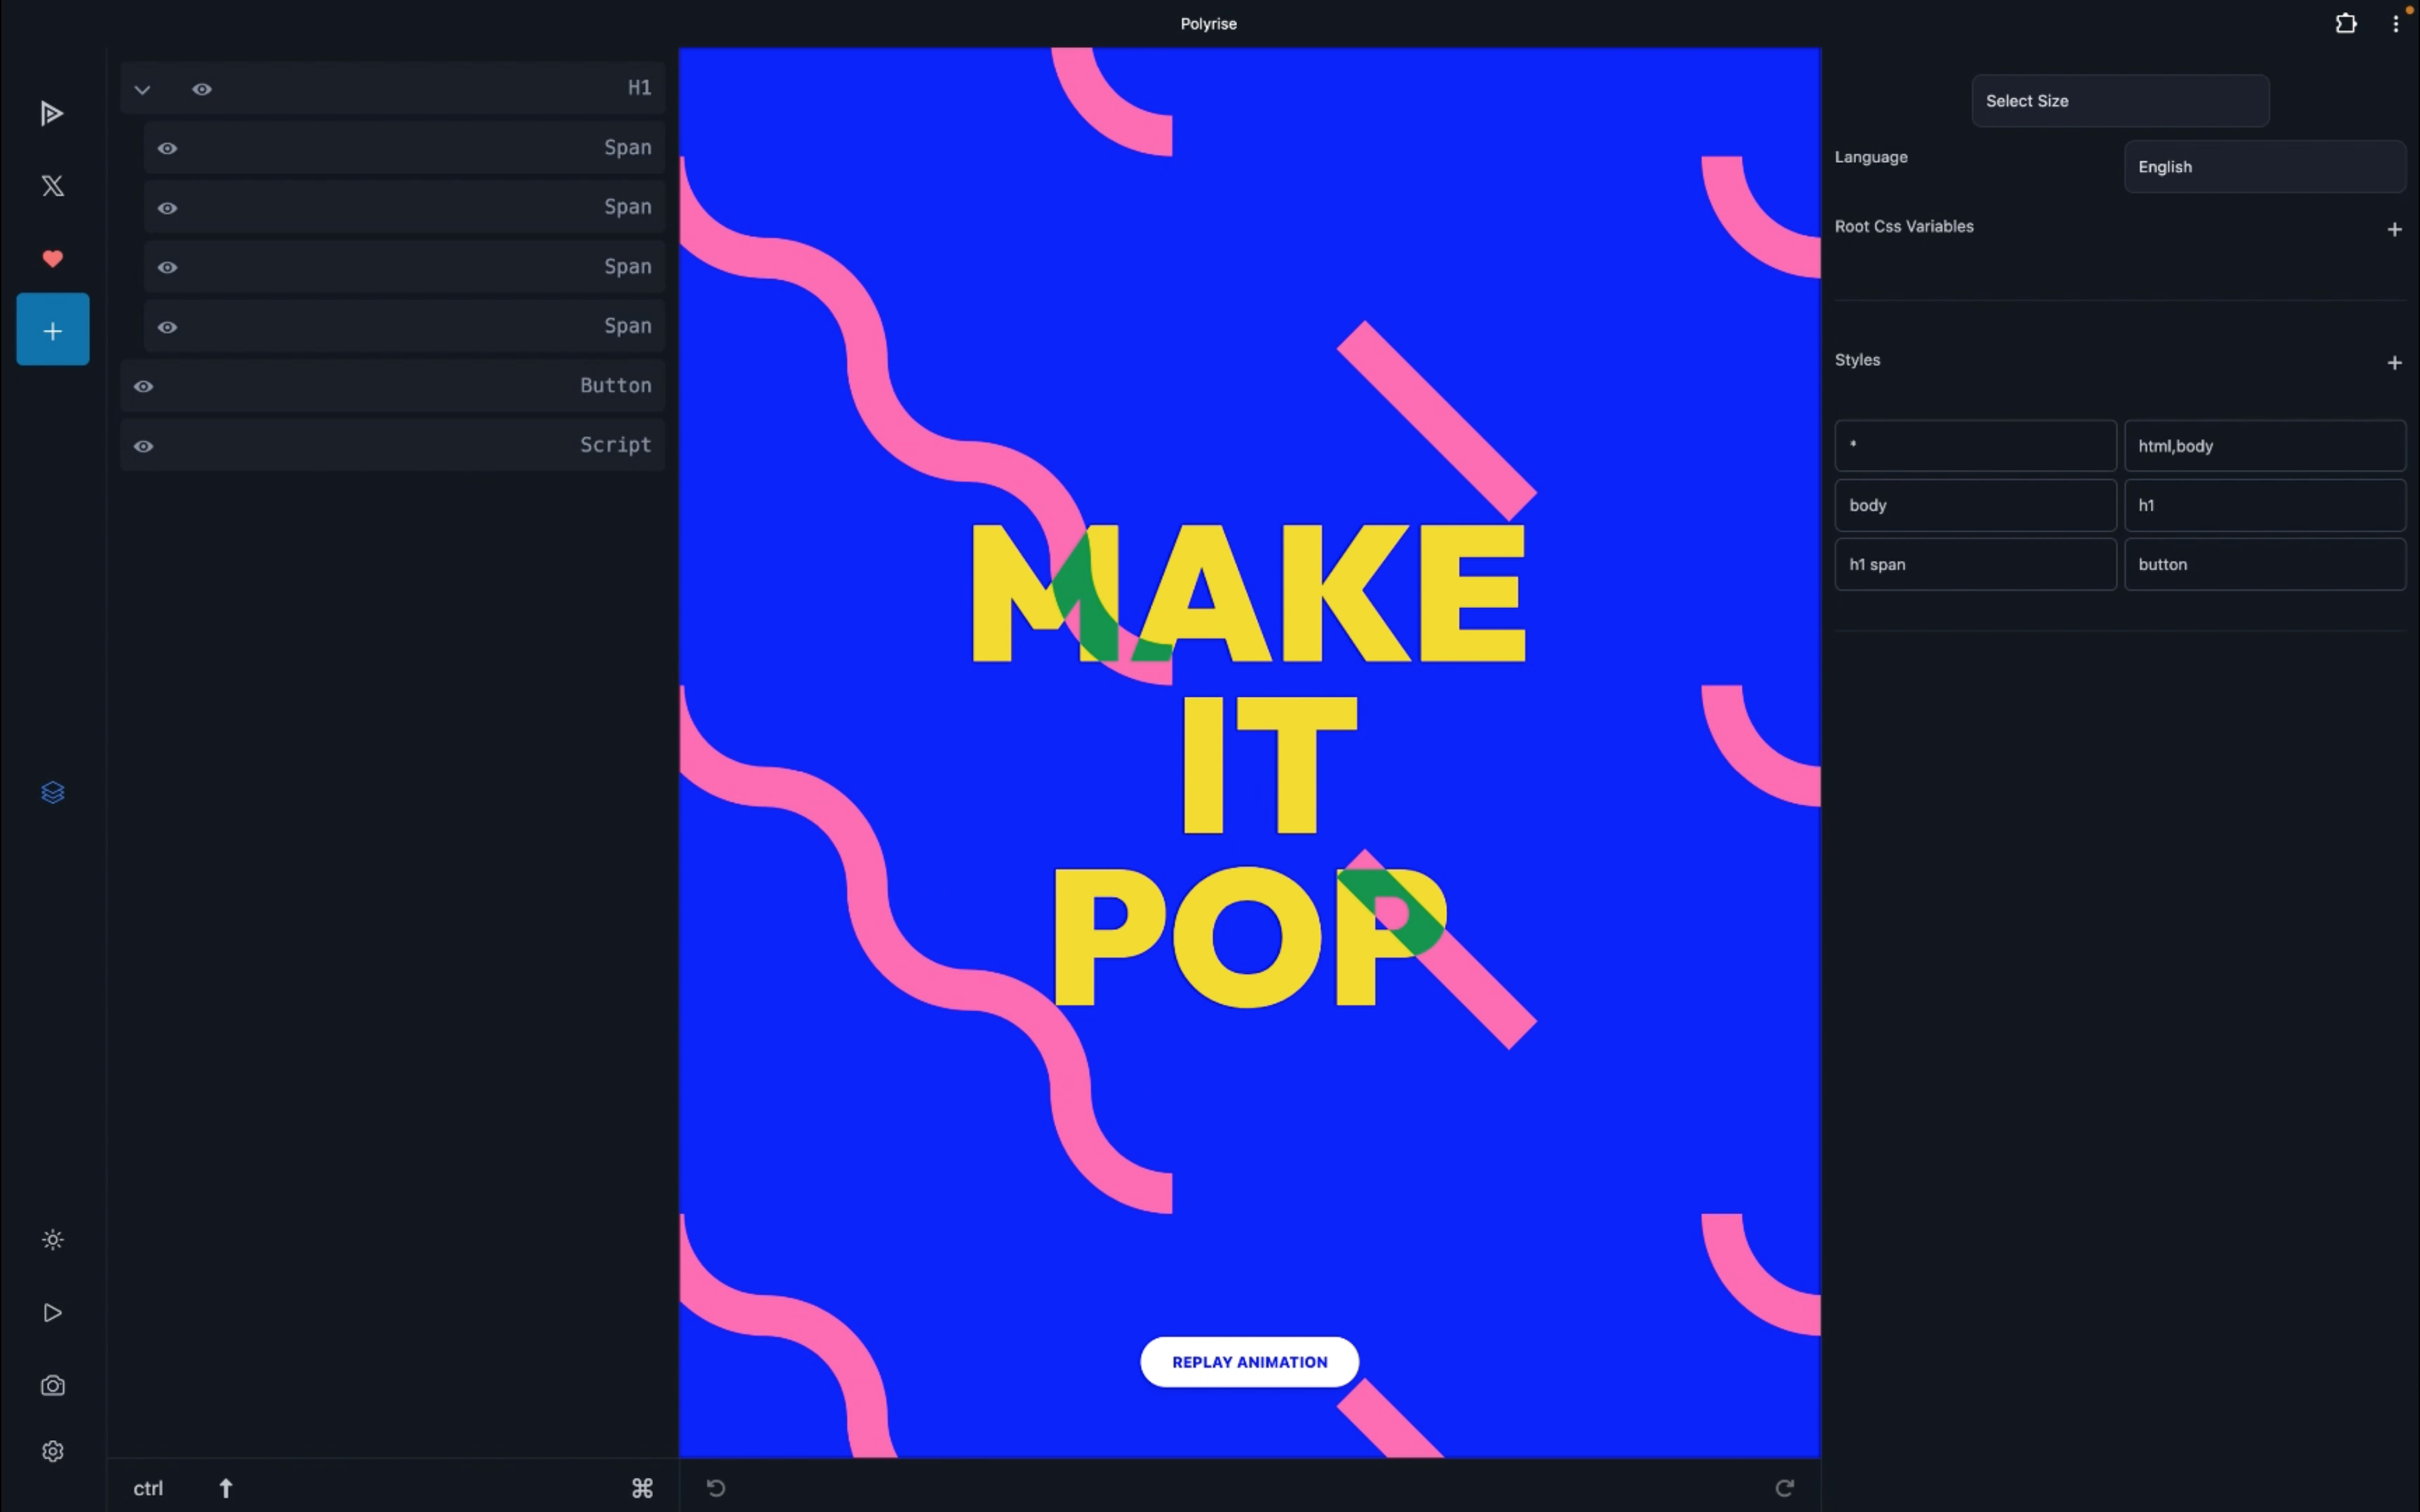 Polyrise
H1
Span
Span
Span
Span
Button
Script
MAKE
IT
POP
REPLAY ANIMATION
Select Size
Language
English
Root Css Variables
Styles
*
html,body
body
h1
h1 span
button
ctrl